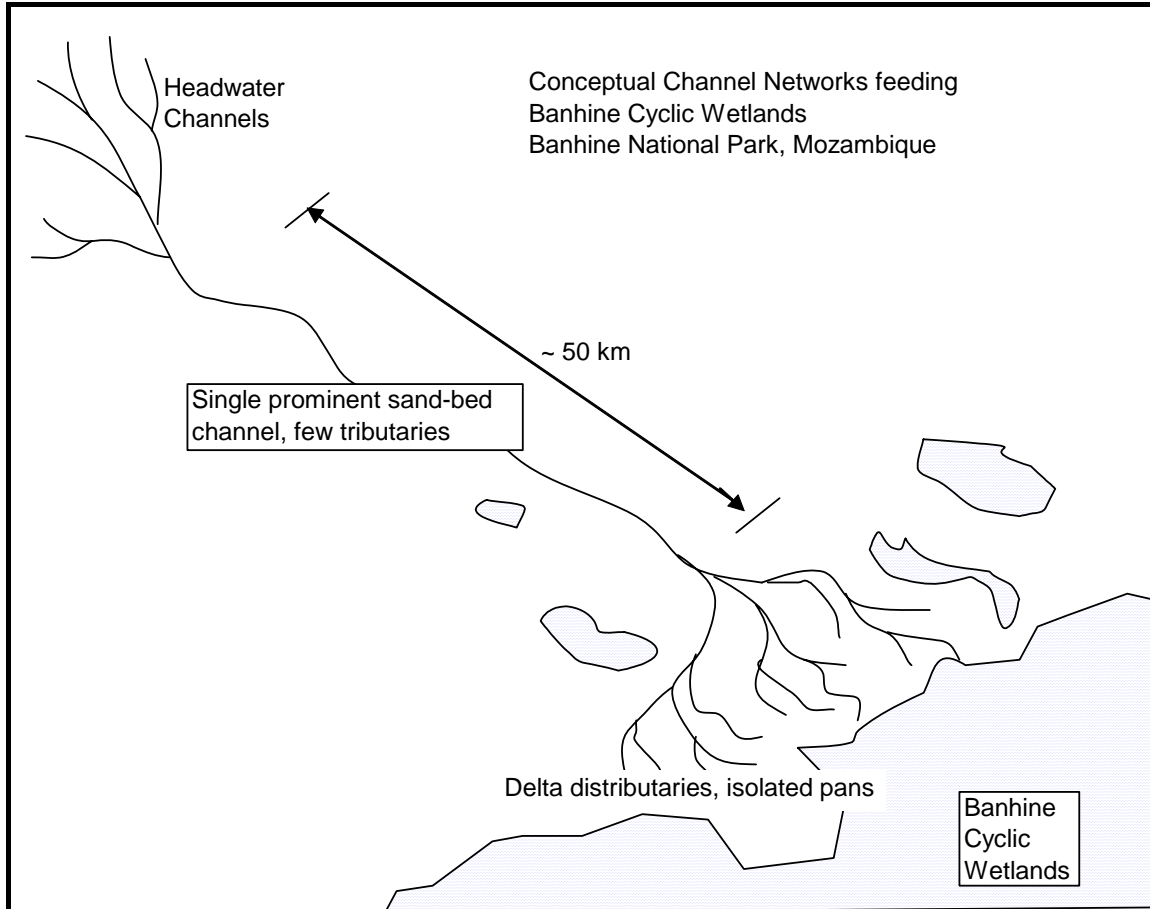 Headwater
Channels
Conceptual Channel Networks feeding
Banhine Cyclic Wetlands
Banhine National Park, Mozambique
~ 50 km
Single prominent sand-bed
channel, few tributaries
Delta distributaries, isolated pans
Banhine
Cyclic
Wetlands